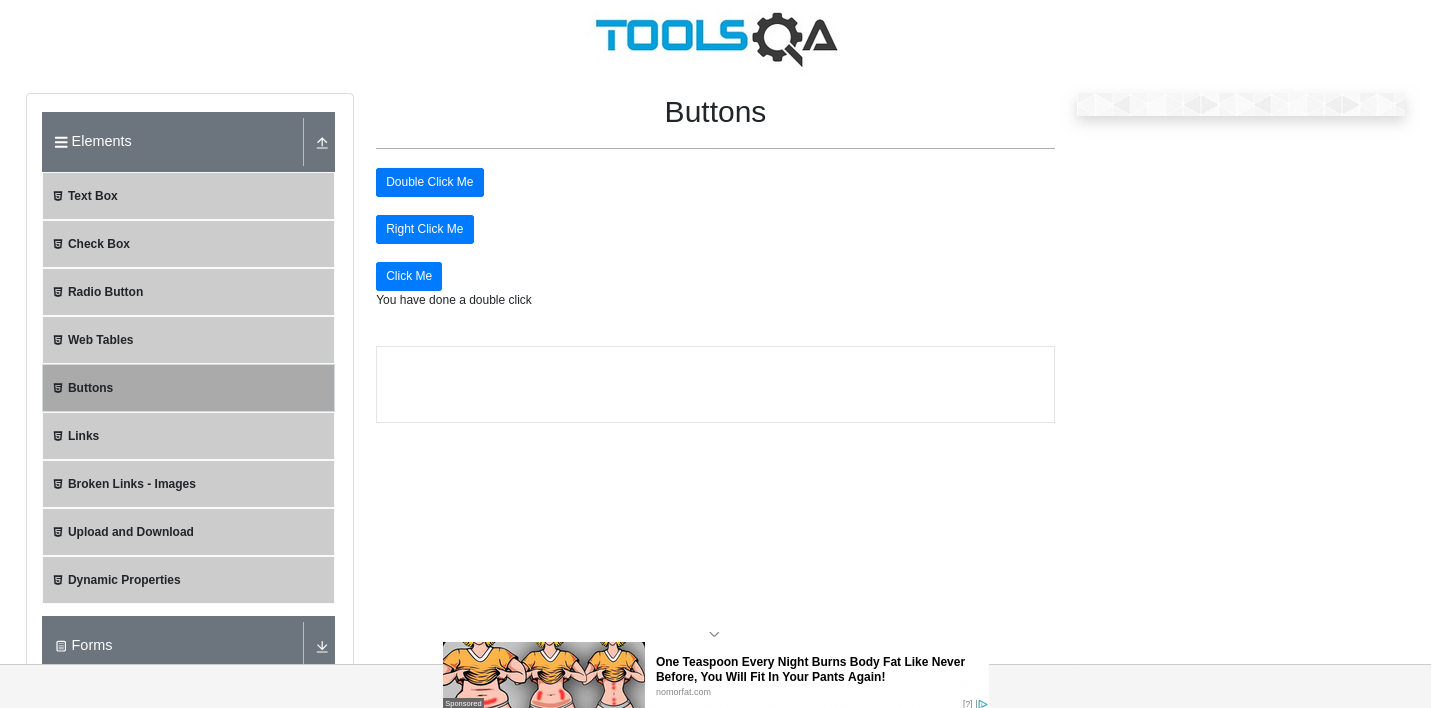 TOOLSQA
Elements
Text Box
Check Box
Radio Button
Web Tables
Buttons
Links
Broken Links - Images
Upload and Download
Dynamic Properties
Forms
Buttons
Double Click Me
Right Click Me
Click Me
You have done a double click
One Teaspoon Every Night Burns Body Fat Like Never
Before, You Will Fit In Your Pants Again!
nomorfat.com
Sponsored
[?]